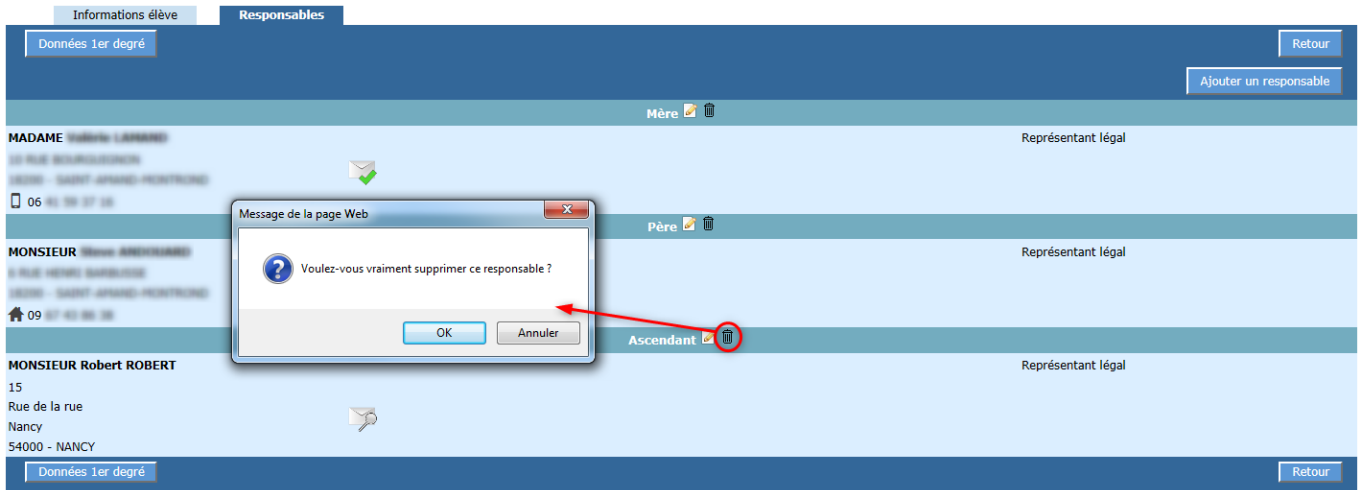 Informations élève
Responsables
Données 1er degré
Retour
Ajouter un responsable
Mère
MADAME
Représentant légal
06
Père
MONSIEUR
Représentant légal
09
Message de la page Web
Voulez-vous vraiment supprimer ce responsable ?
OK
Annuler
Ascendant
MONSIEUR Robert ROBERT
Représentant légal
15
Rue de la rue
Nancy
54000 - NANCY
Données 1er degré
Retour